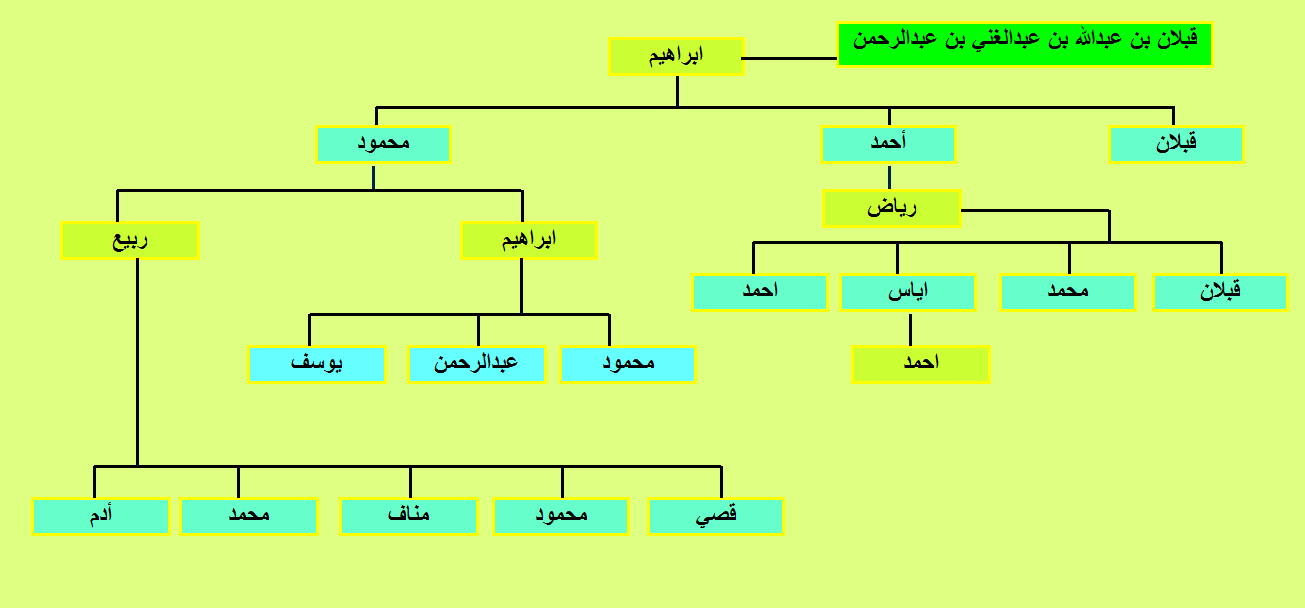 قبلان بن عبدالله بن عبدالغني بن عبدالرحمن
ابراهيم
قبلان
أحمد
محمود
رياض
ابراهيم
ربيع
قبلان
محمد
اياس
احمد
احمد
محمود
عبدالرحمن
يوسف
قصي
محمود
مناف
محمد
أدم